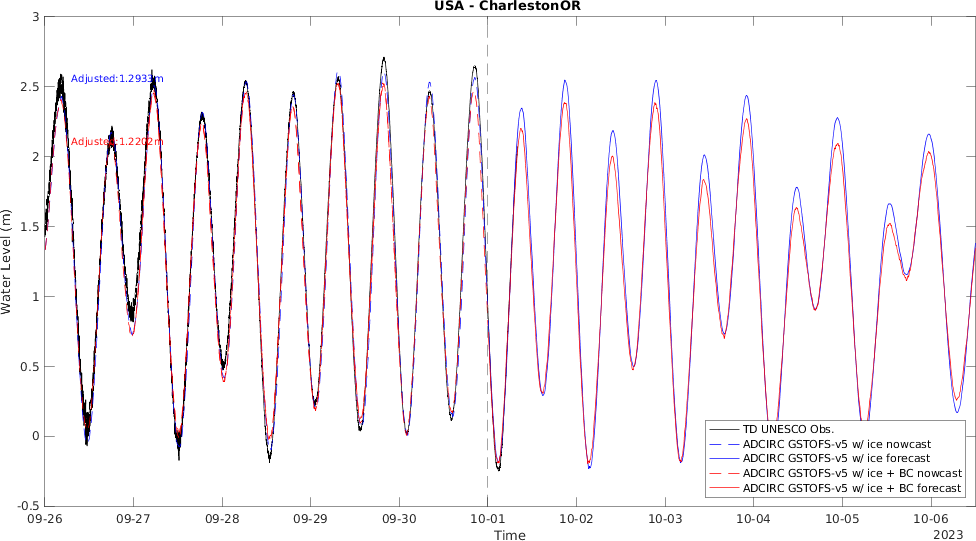 USA - CharlestonOR
3
2.5
2
1.5
1
0.5
0
-0.5
Water Level (m)
Adjusted:1.2933m
Adjusted:1.2202m
TD UNESCO Obs.
ADCIRC GSTOFS-v5 w/ ice nowcast
ADCIRC GSTOFS-v5 w/ ice forecast
ADCIRC GSTOFS-v5 w/ ice + BC nowcast
ADCIRC GSTOFS-v5 w/ ice + BC forecast
09-26 09-27 09-28 09-29 09-30 10-01 10-02 10-03 10-04 10-05 10-06
Time
2023